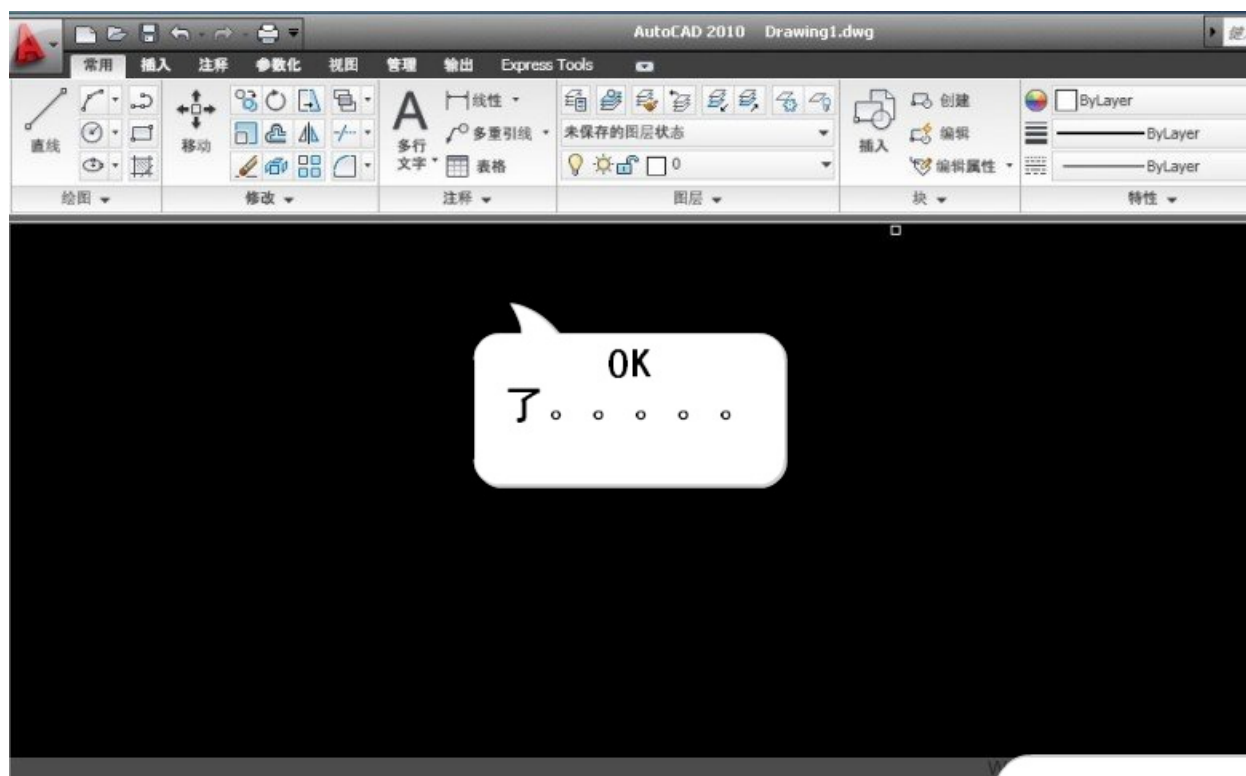 AutoCAD 2010 Drawing1.dwg
常用 插入 注释 参数化 视图 管理 输出 Express Tools
直线
移动
A
多行
文字
线性
多重引线
表格
未保存的图层状态
0
插入
创建
编辑
编辑属性
ByLayer
ByLayer
ByLayer
绘图 修改 注释 图层 块 特性
OK
了。。。。。